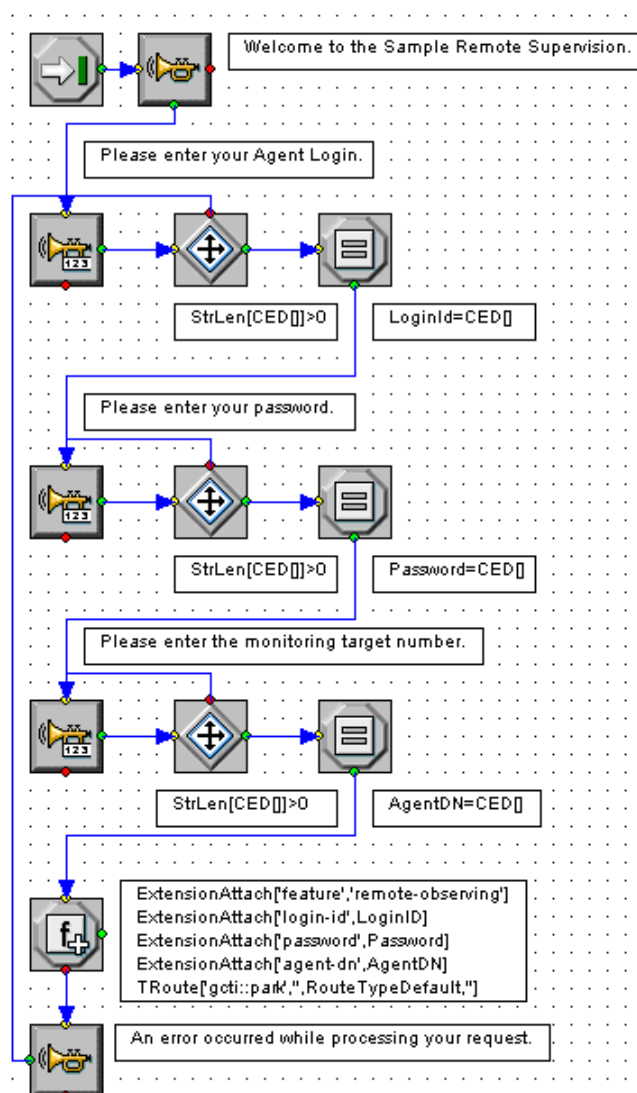 Welcome to the Sample Remote Supervision.
Please enter your Agent Login.
123
StrLen[CED[]]>0
LoginId=CED[]
Please enter your password.
123
StrLen[CED[]]>0
Password=CED[]
Please enter the monitoring target number.
123
StrLen[CED[]]>0
AgentDN=CED[]
f
ExtensionAttach['feature','remote-observing']
ExtensionAttach['login-id',LoginID]
ExtensionAttach['password',Password]
ExtensionAttach['agent-dn',AgentDN]
TRoute['gcti::park','',RouteTypeDefault,'']
An error occurred while processing your request.